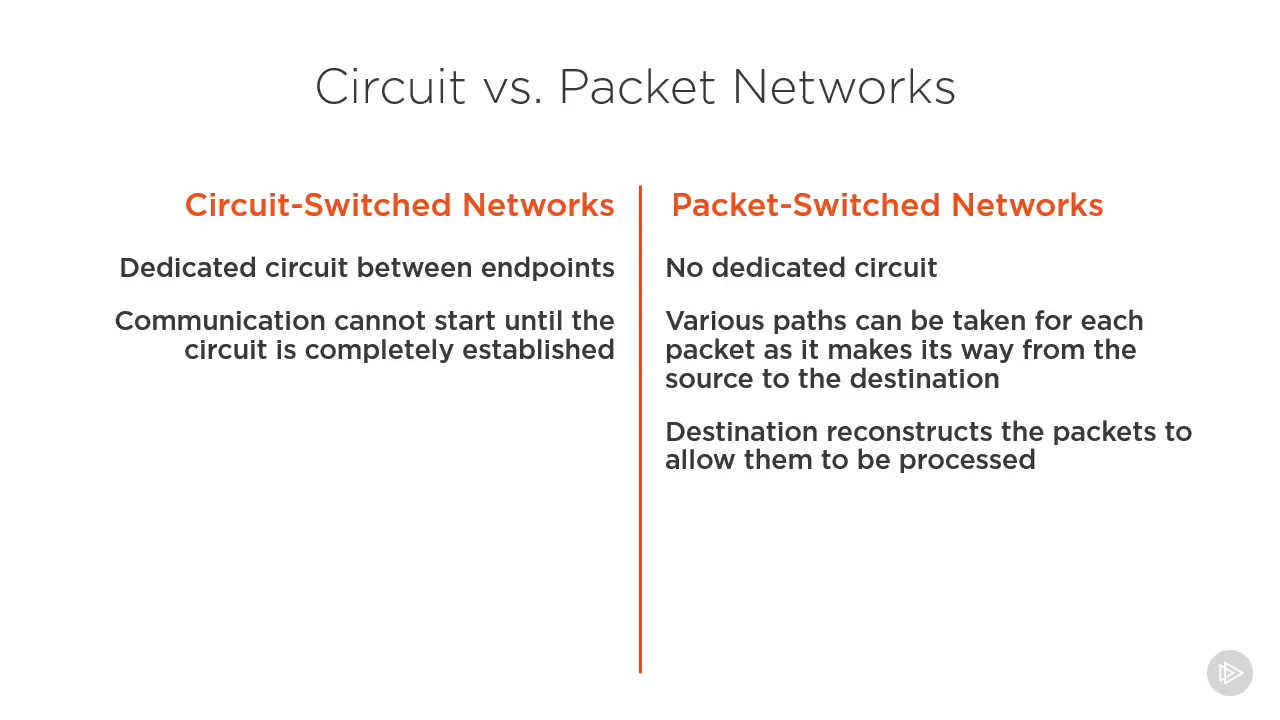 Circuit vs. Packet Networks
Circuit-Switched Networks
Dedicated circuit between endpoints
Communication cannot start until the
circuit is completely established
Packet-Switched Networks
No dedicated circuit
Various paths can be taken for each
packet as it makes its way from the
source to the destination
Destination reconstructs the packets to
allow them to be processed